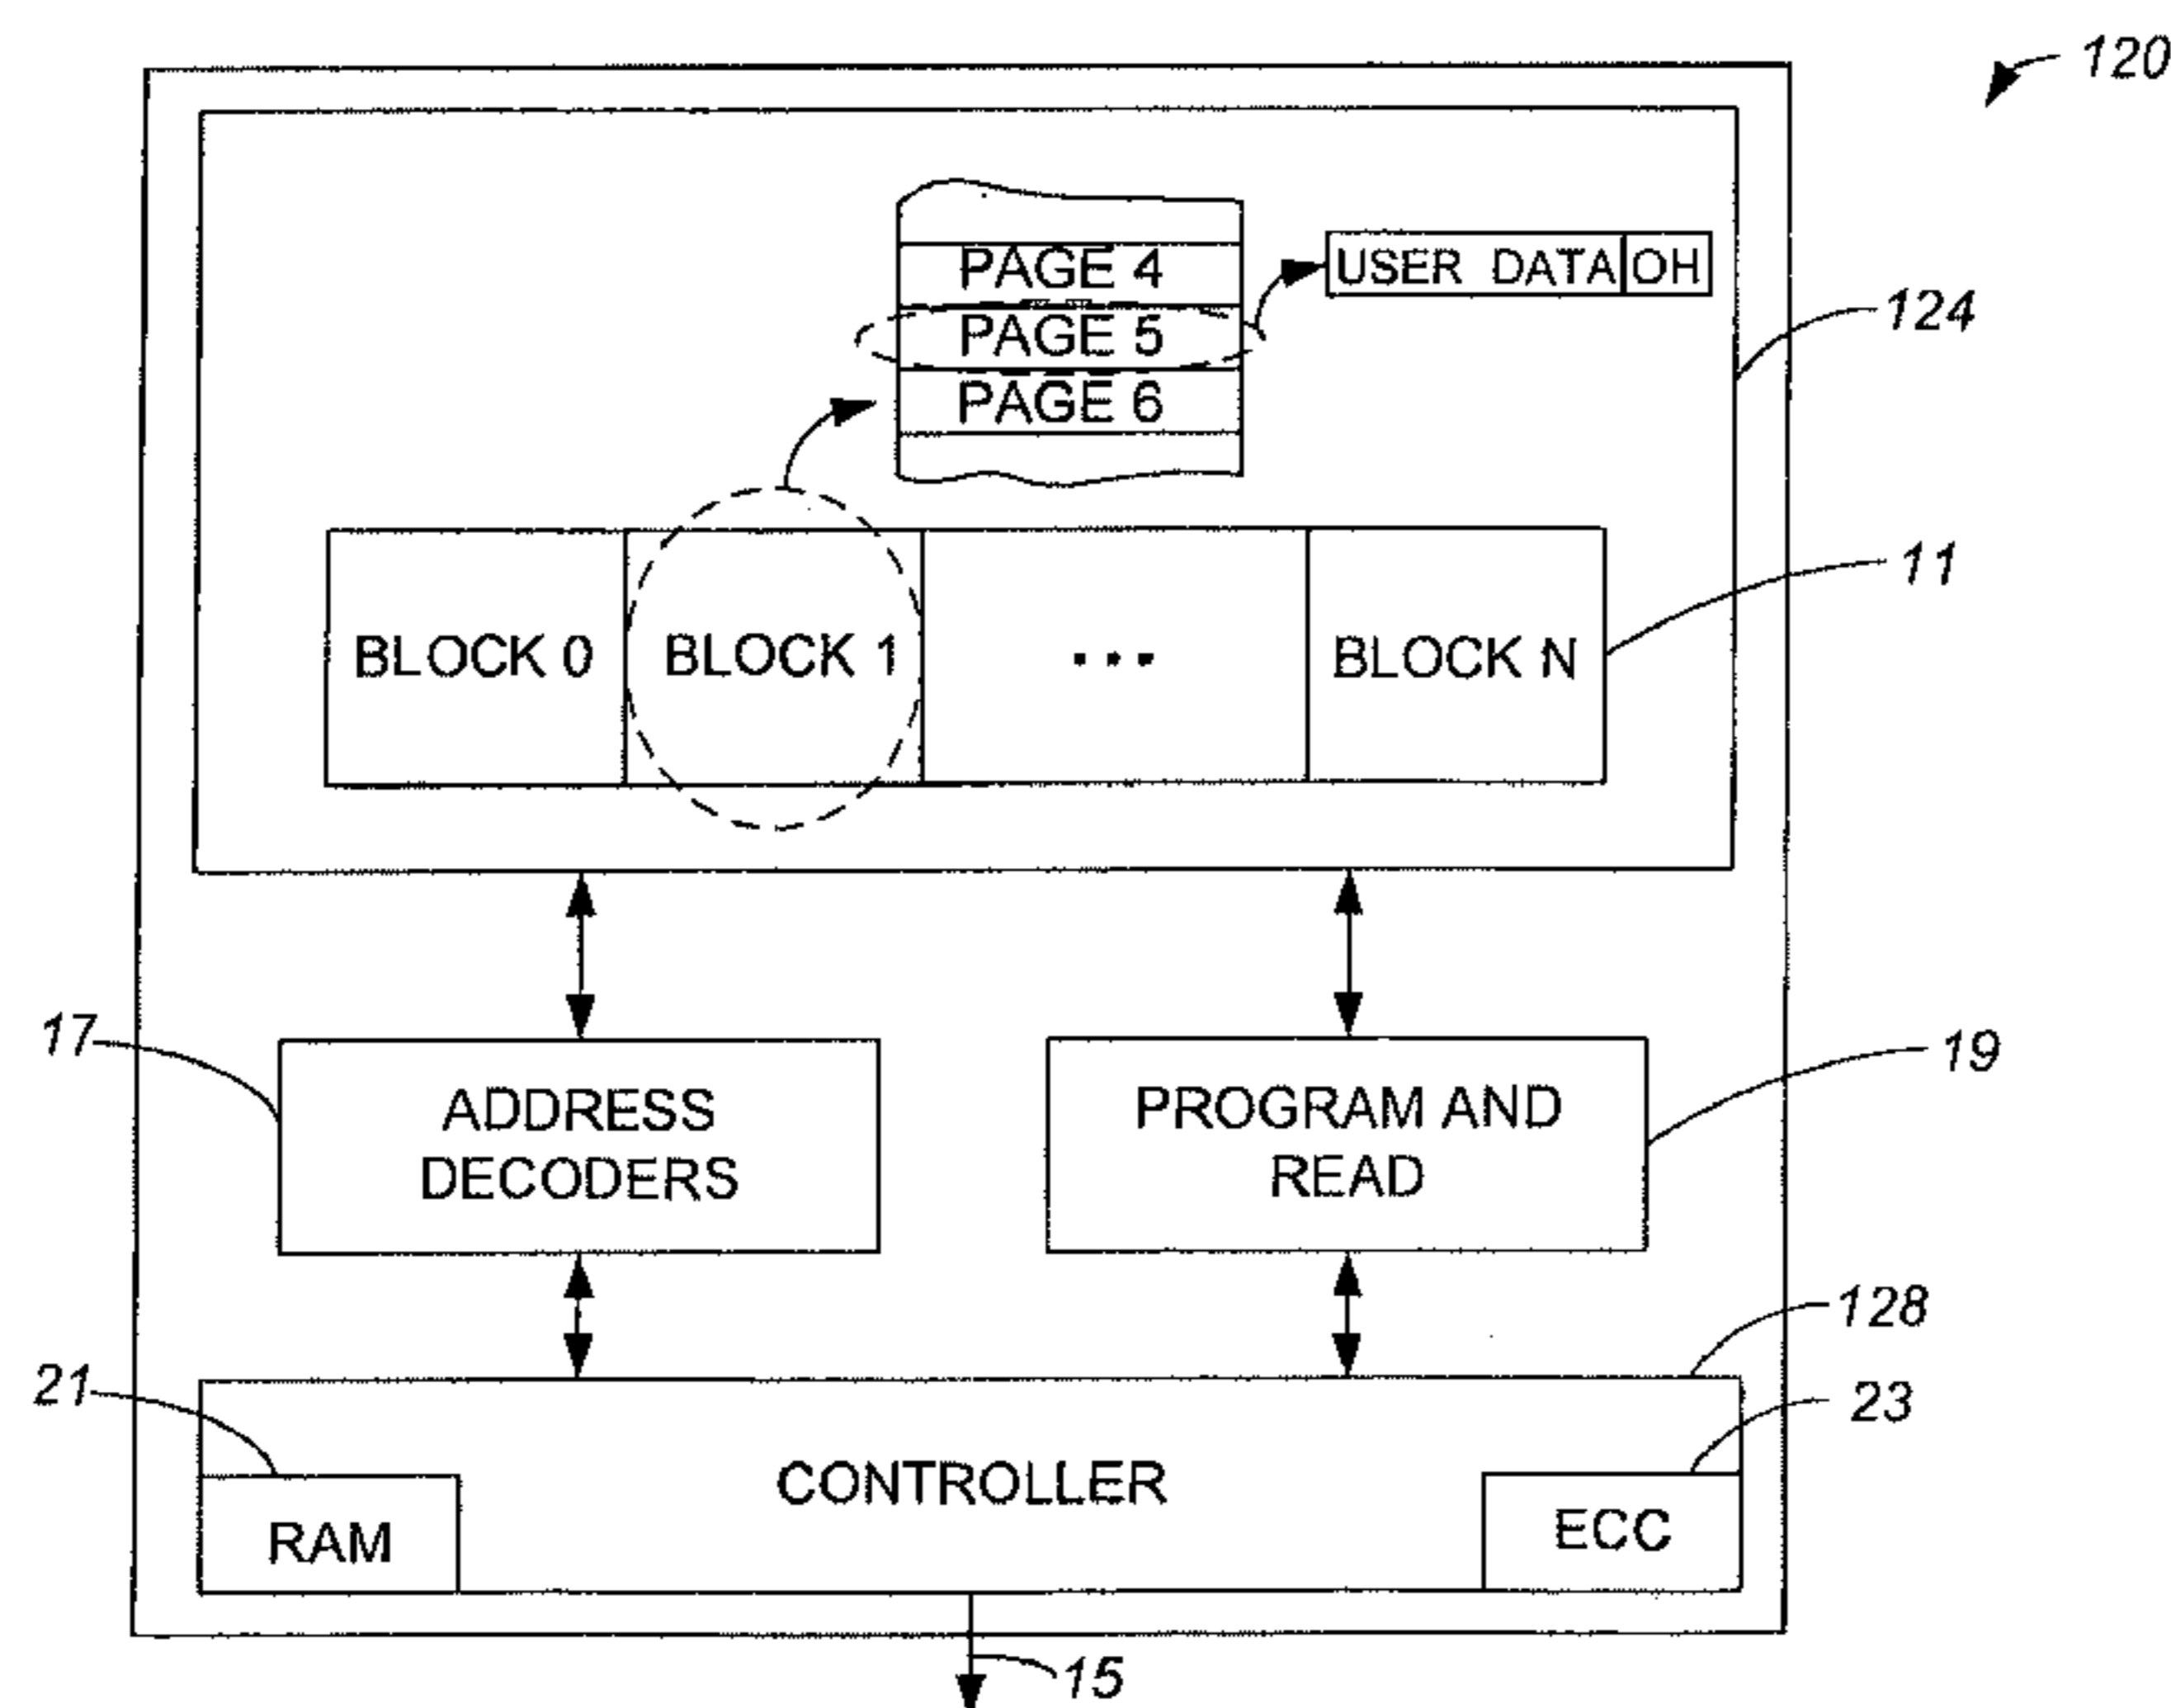 120
PAGE 4
USER DATA OH
PAGE 5
124
PAGE 6
11
BLOCK 0 BLOCK 1 ... BLOCK N
17
19
ADDRESS
DECODERS
PROGRAM AND
READ
128
21
23
CONTROLLER
RAM
ECC
15